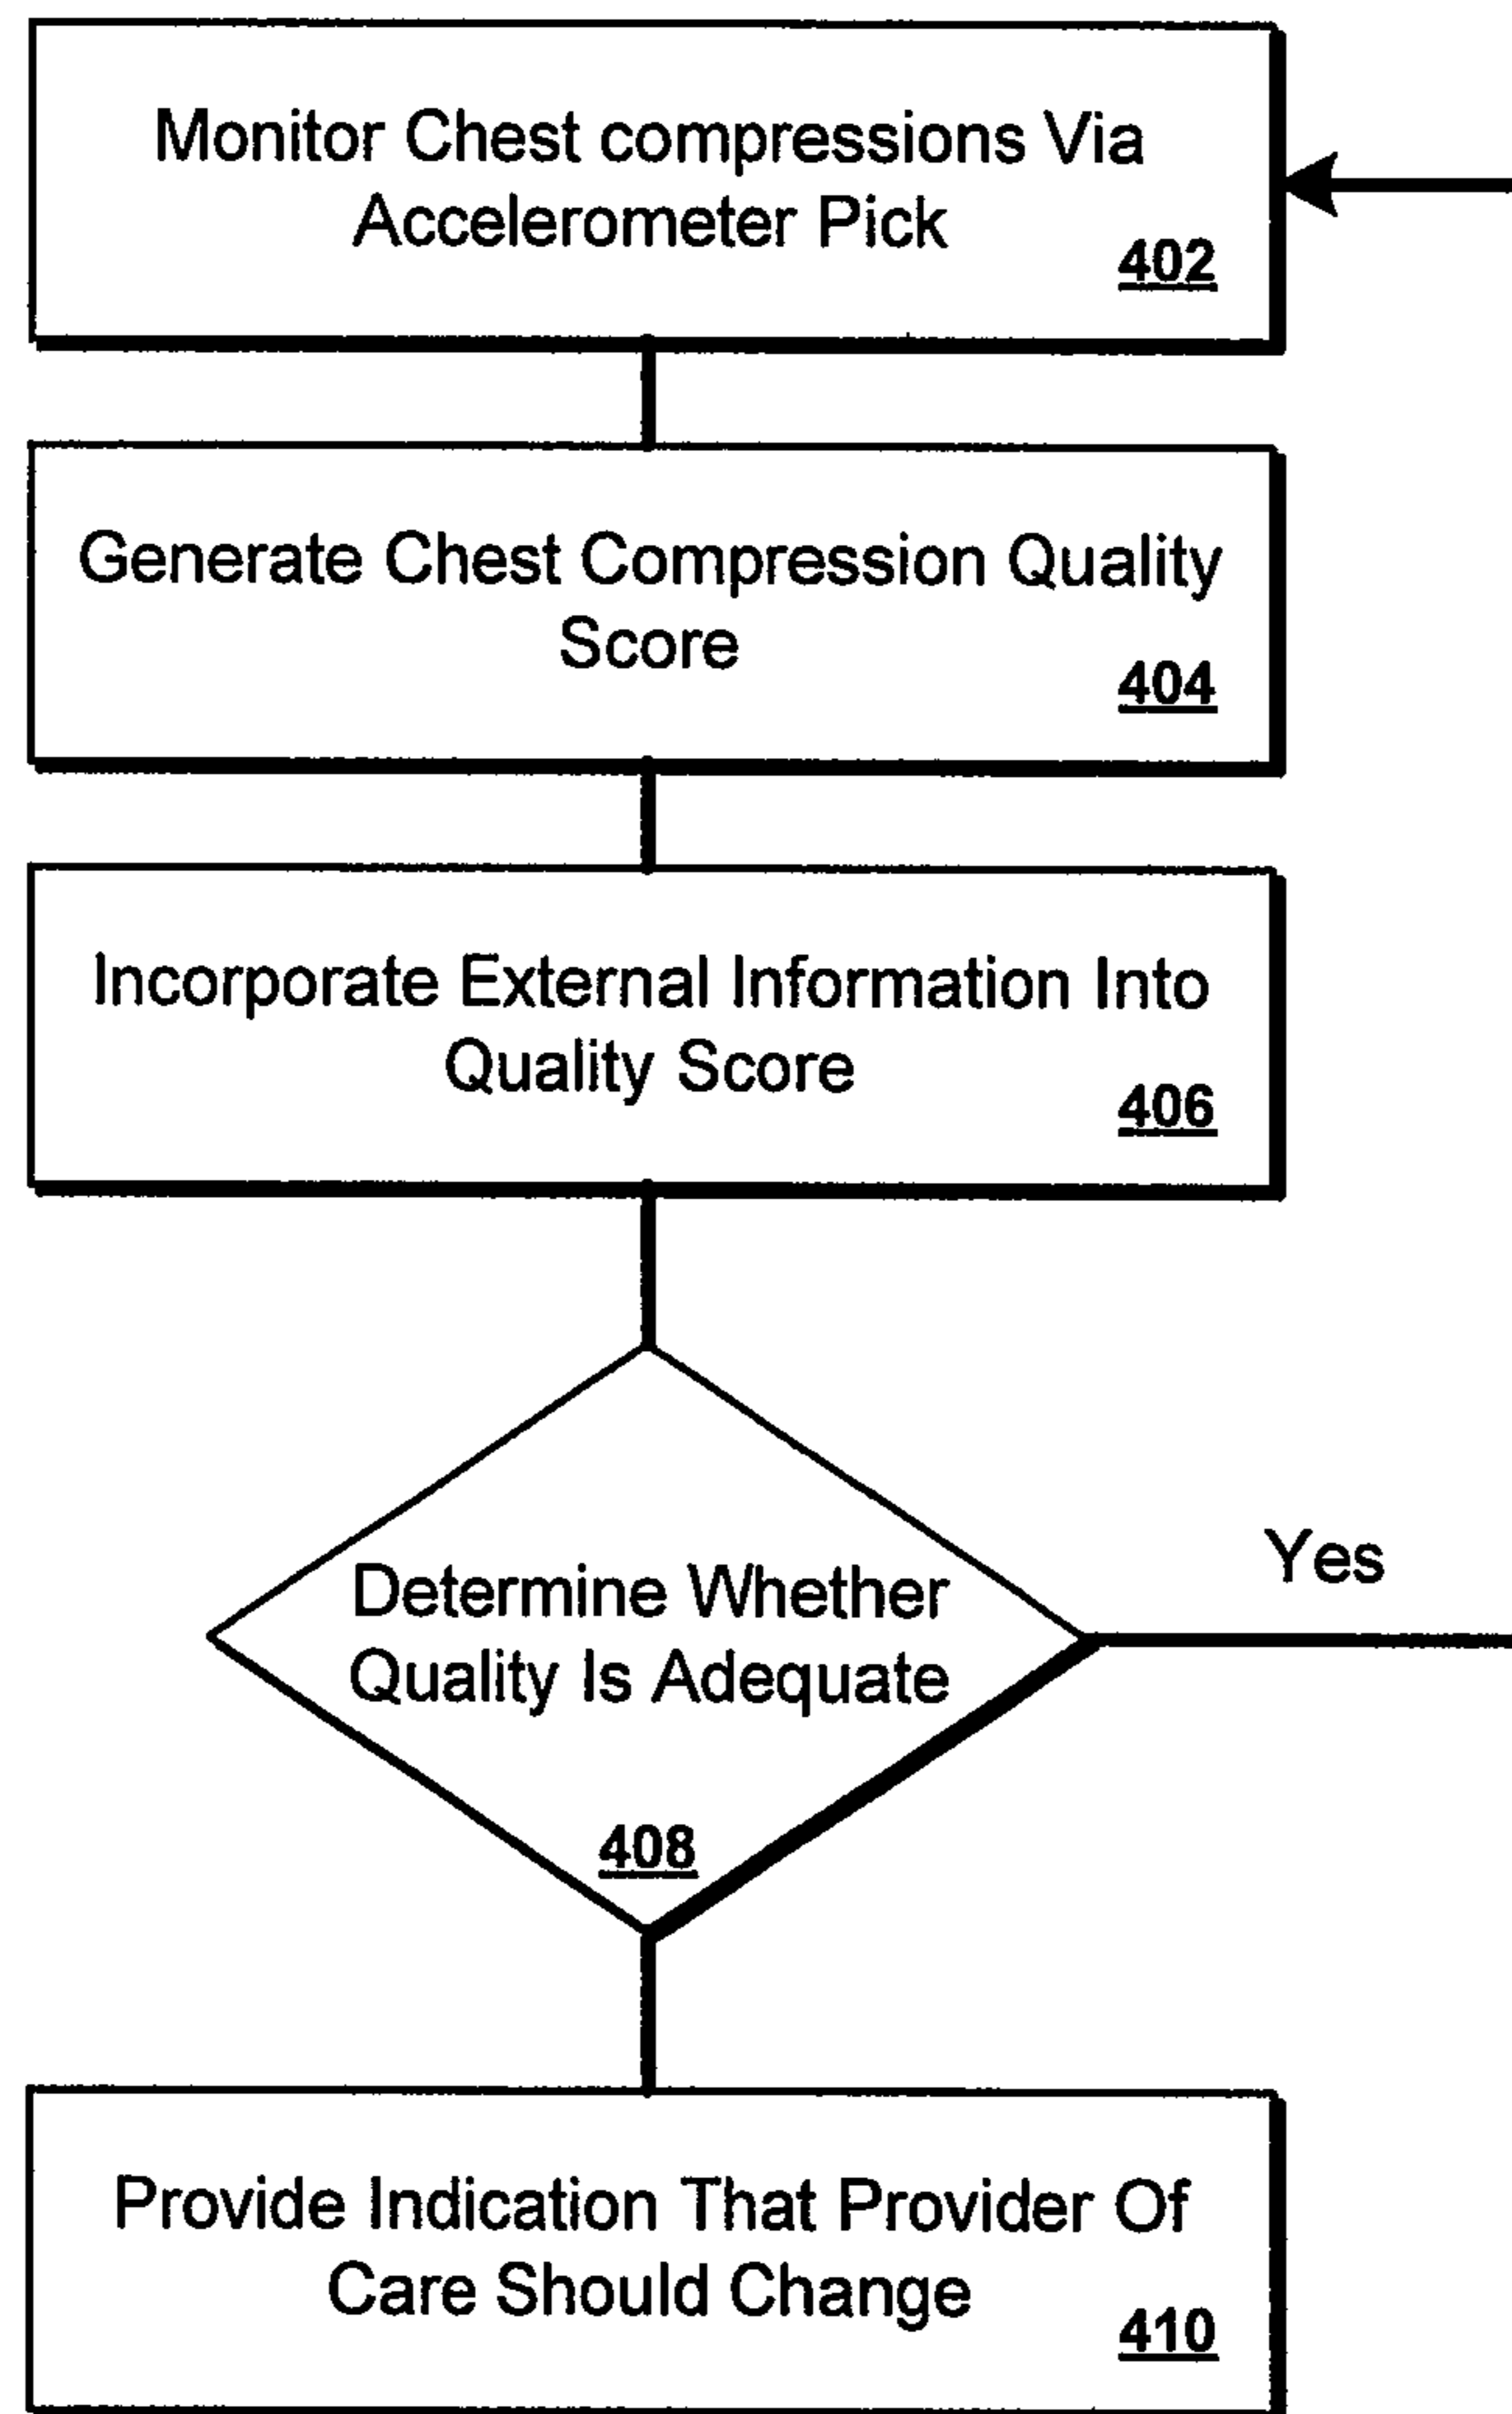 Monitor Chest compressions Via
Accelerometer Pick
402
Generate Chest Compression Quality
Score
404
Incorporate External Information Into
Quality Score
406
Determine Whether
Quality Is Adequate
408
Yes
Provide Indication That Provider Of
Care Should Change
410